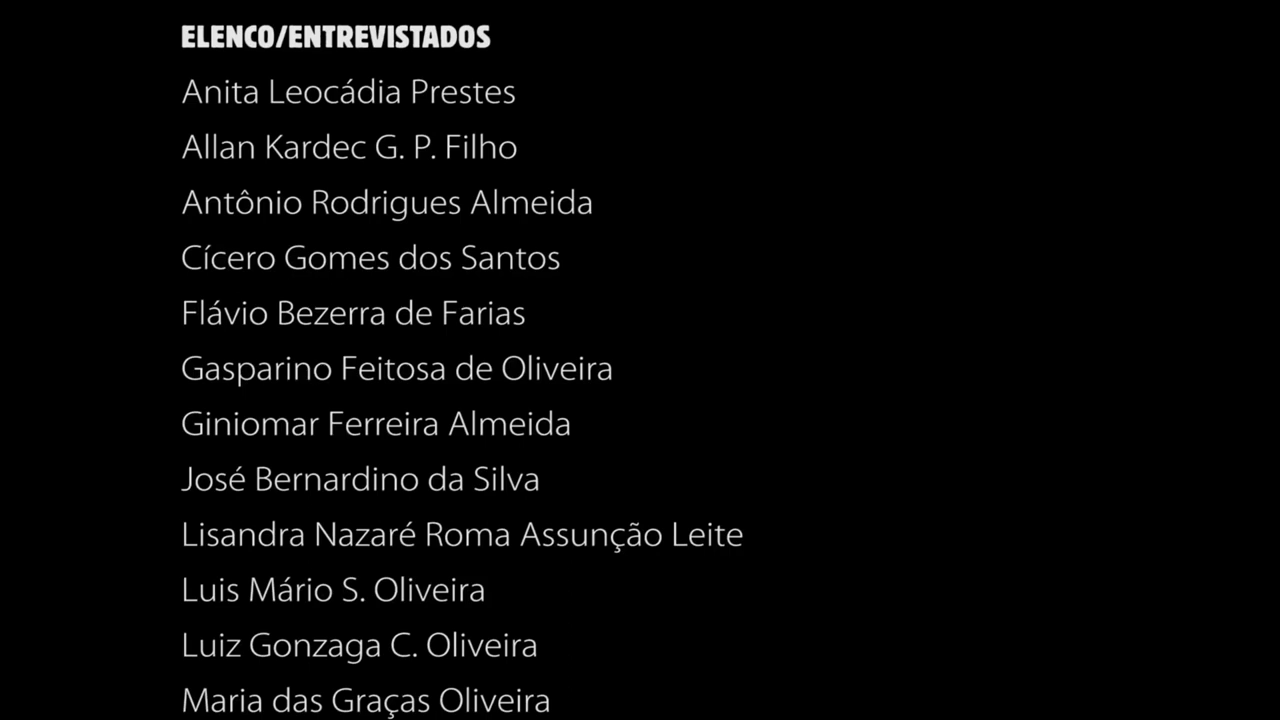 ELENCO/ENTREVISTADOS
Anita Leocádia Prestes
Allan Kardec G. P. Filho
Antônio Rodrigues Almeida
Cícero Gomes dos Santos
Flávio Bezerra de Farias
Gasparino Feitosa de Oliveira
Giniomar Ferreira Almeida
José Bernardino da Silva
Lisandra Nazaré Roma Assunção Leite
Luis Mário S. Oliveira
Luiz Gonzaga C. Oliveira
Maria das Graças Oliveira